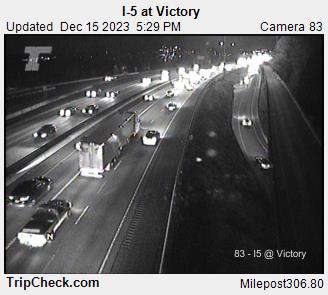 I-5 at Victory
Updated Dec 15 2023 5:29 PM Camera 83
T
83 - I5 @ Victory
TripCheck.com Milepost306.80